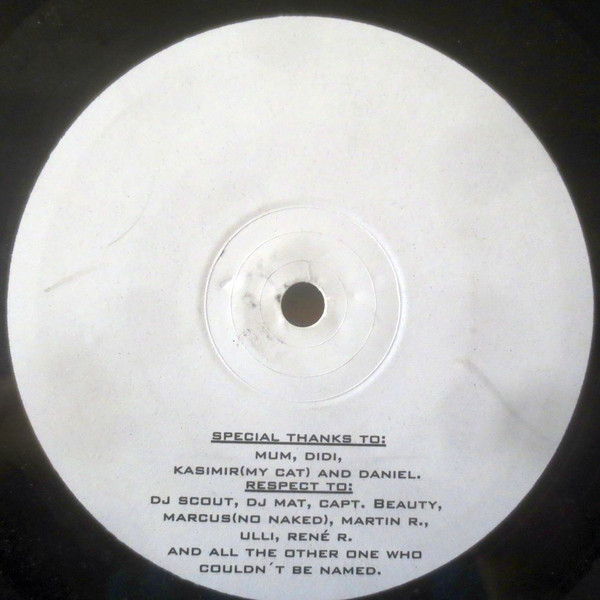 SPECIAL THANKS TO:
MUM, DIDI,
KASIMIR(MY CAT) AND DANIEL.
RESPECT TO:
DJ SCOUT, DJ MAT, CAPT. BEAUTY,
MARCUS(NO NAKED), MARTIN R.,
ULLI, RENÉ R.
AND ALL THE OTHER ONE WHO
COULDN´T BE NAMED.